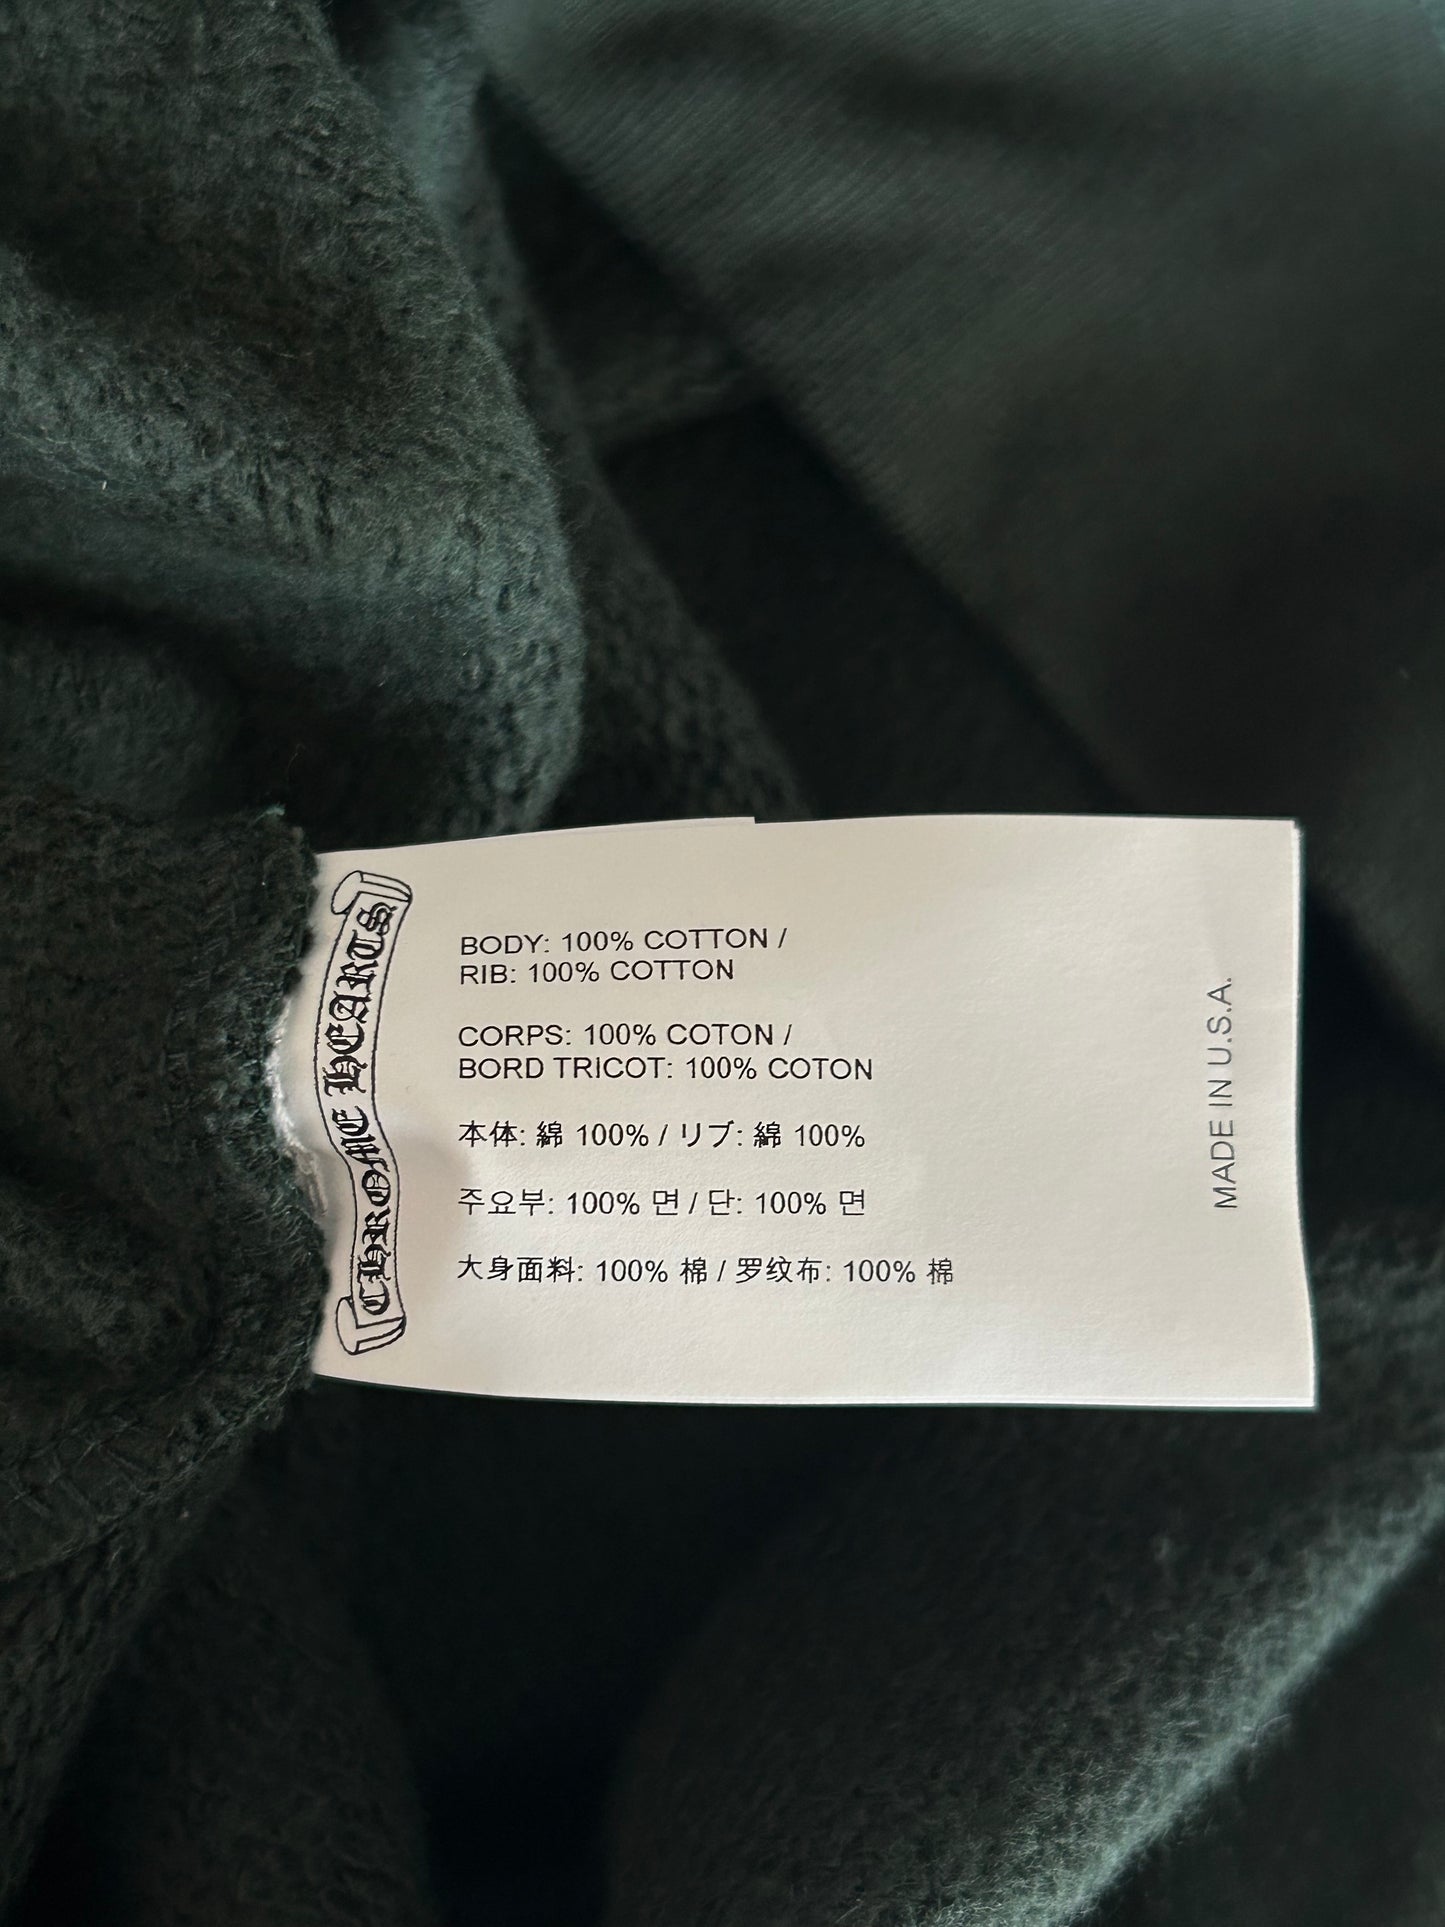 CHROME HEARTS
BODY: 100% COTTON /
RIB: 100% COTTON
CORPS: 100% COTON /
BORD TRICOT: 100% COTON
本体: 綿 100% / リブ: 綿 100%
주요부: 100% 면 / 단: 100% 면
大身面料: 100% 棉 / 罗纹布: 100% 棉
MADE IN U.S.A.